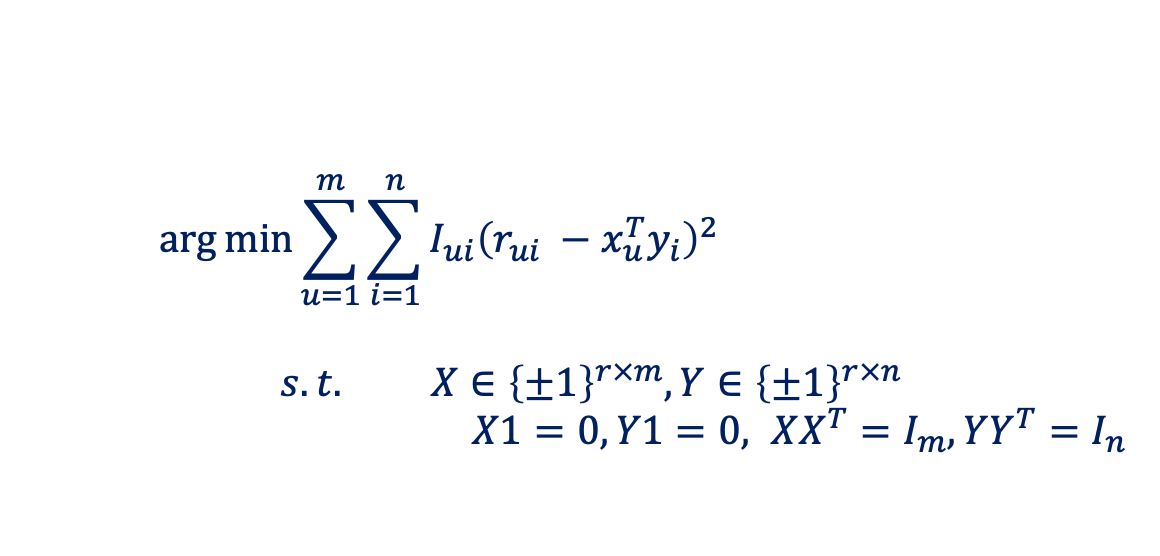 arg min ∑_{u=1}^{m} ∑_{i=1}^{n} I_{ui}(r_{ui} − x_u^T y_i)^2
s.t. X ∈ {±1}^{r×m}, Y ∈ {±1}^{r×n}
X1 = 0, Y1 = 0, XX^T = I_m, YY^T = I_n